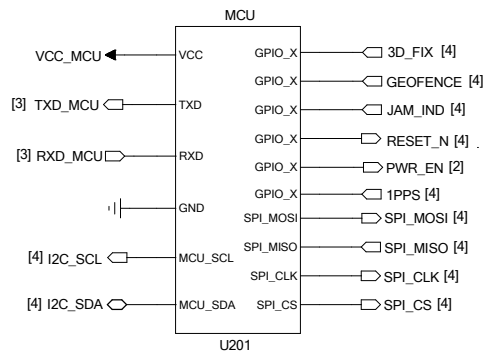 MCU
VCC_MCU VCC GPIO_X 3D_FIX [4]
GPIO_X GEOFENCE [4]
[3] TXD_MCU TXD GPIO_X JAM_IND [4]
GPIO_X RESET_N [4] .
[3] RXD_MCU RXD GPIO_X PWR_EN [2]
GPIO_X 1PPS [4]
GND SPI_MOSI SPI_MOSI [4]
SPI_MISO SPI_MISO [4]
[4] I2C_SCL MCU_SCL SPI_CLK SPI_CLK [4]
[4] I2C_SDA MCU_SDA SPI_CS SPI_CS [4]
U201